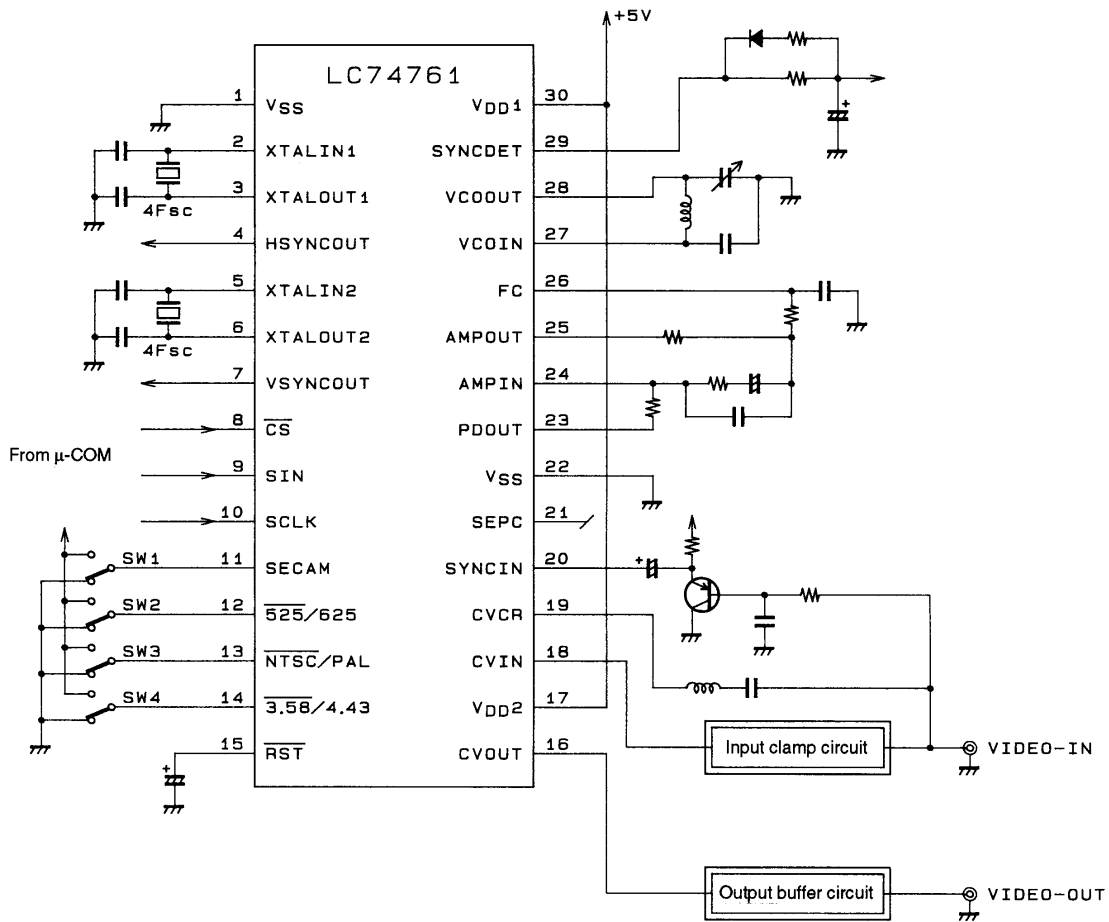 +5V
LC74761
1 VSS
2 XTALIN1
3 XTALOUT1
4Fsc
4 HSYNCOUT
5 XTALIN2
6 XTALOUT2
4Fsc
7 VSYNCOUT
8 CS
From μ-COM
9 SIN
10 SCLK
SW1 11 SECAM
SW2 12 525/625
SW3 13 NTSC/PAL
SW4 14 3.58/4.43
+ 15 RST
VDD1 30
SYNCDET 29
+
VCOOUT 28
VCOIN 27
FC 26
AMPOUT 25
AMPIN 24
PDOUT 23
VSS 22
SEPC 21
SYNCIN 20 +
CVCR 19
CVIN 18
VDD2 17
CVOUT 16
Input clamp circuit VIDEO-IN
Output buffer circuit VIDEO-OUT